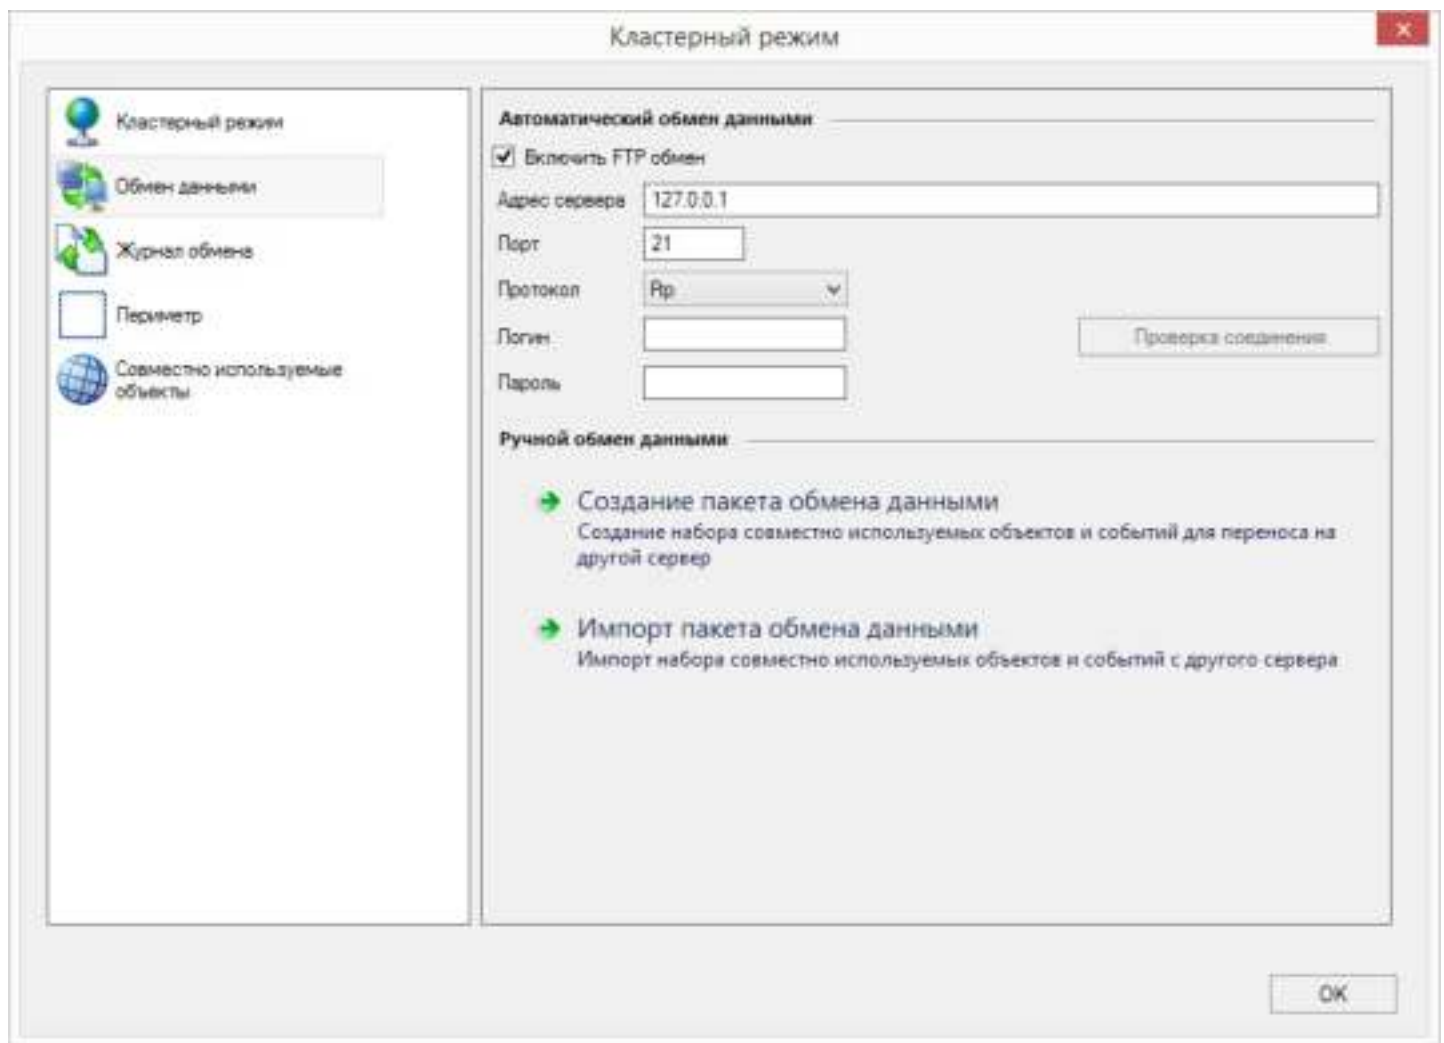 Кластерный режим
Кластерный режим
Обмен данными
Журнал обмена
Периметр
Совместно используемые
объекты
Автоматический обмен данными
Включить FTP обмен
Адрес сервера 127.0.0.1
Порт 21
Протокол Ftp
Логин
Проверка соединения
Пароль
Ручной обмен данными
Создание пакета обмена данными
Создание набора совместно используемых объектов и событий для переноса на
другой сервер
Импорт пакета обмена данными
Импорт набора совместно используемых объектов и событий с другого сервера
OK